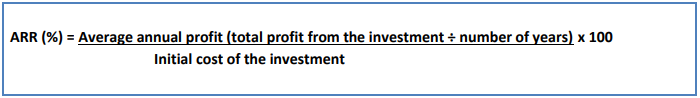 ARR (%) = Average annual profit (total profit from the investment ÷ number of years) x 100
Initial cost of the investment